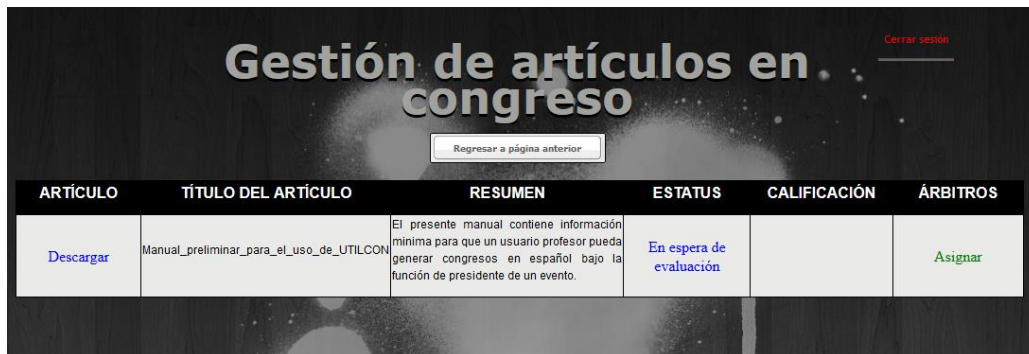 Cerrar sesión
Gestión de artículos en
congreso
Regresar a página anterior
ARTÍCULO TÍTULO DEL ARTÍCULO RESUMEN ESTATUS CALIFICACIÓN ÁRBITROS
Descargar
Manual_preliminar_para_el_uso_de_UTILCON
El presente manual contiene información
mínima para que un usuario profesor pueda
generar congresos en español bajo la
función de presidente de un evento.
En espera de
evaluación
Asignar